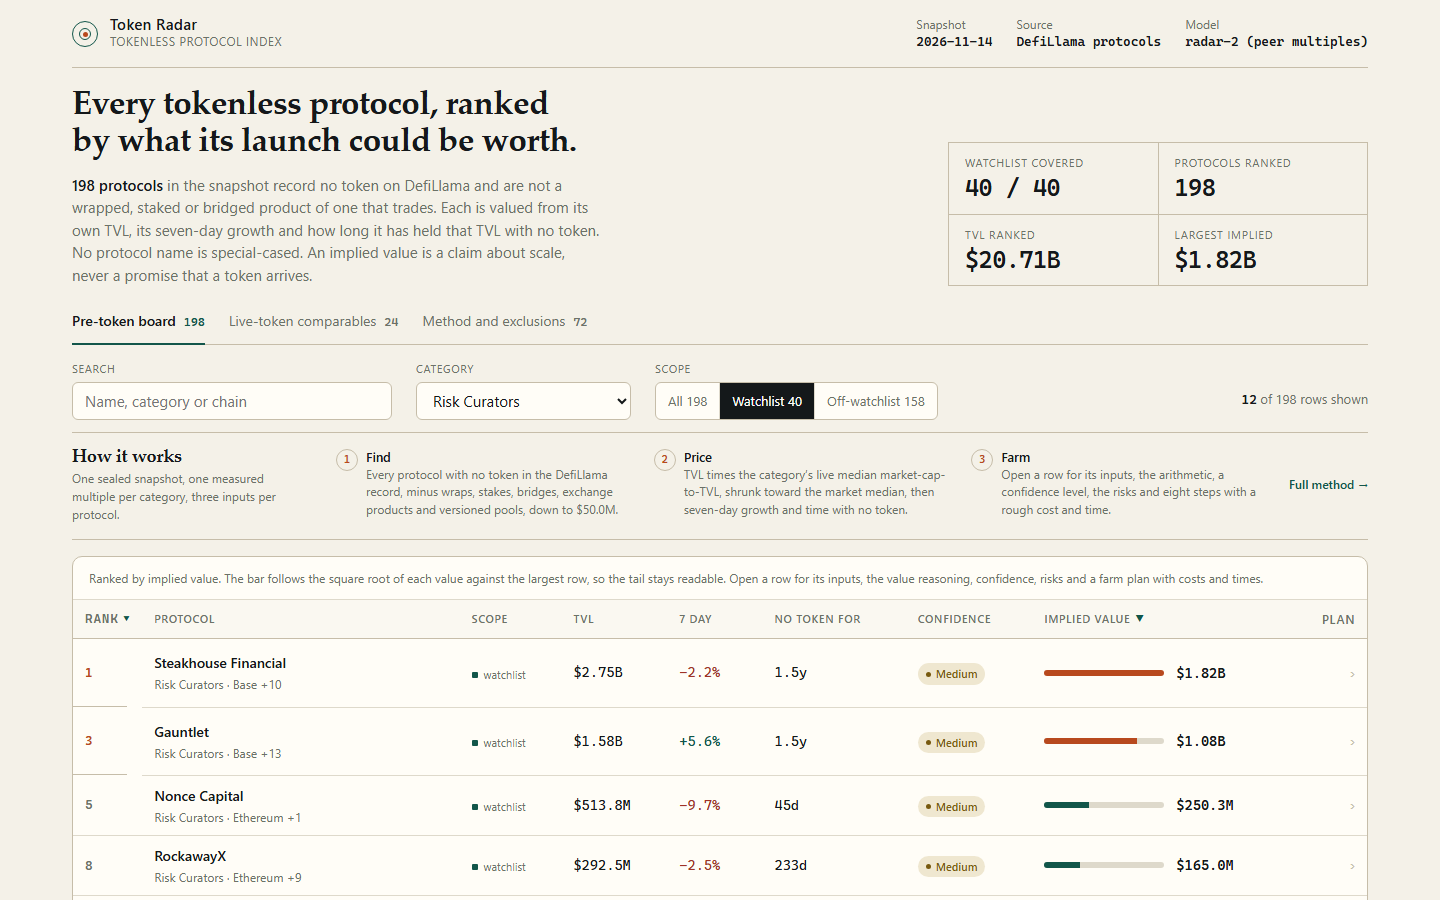 Token Radar
TOKENLESS PROTOCOL INDEX
Snapshot
2026-11-14
Source
DefiLlama protocols
Model
radar-2 (peer multiples)
Every tokenless protocol, ranked
by what its launch could be worth.
198 protocols in the snapshot record no token on DefiLlama and are not a
wrapped, staked or bridged product of one that trades. Each is valued from its
own TVL, its seven-day growth and how long it has held that TVL with no token.
No protocol name is special-cased. An implied value is a claim about scale,
never a promise that a token arrives.
WATCHLIST COVERED
40 / 40
PROTOCOLS RANKED
198
TVL RANKED
$20.71B
LARGEST IMPLIED
$1.82B
Pre-token board 198
Live-token comparables 24
Method and exclusions 72
SEARCH
Name, category or chain
CATEGORY
Risk Curators
SCOPE
All 198
Watchlist 40
Off-watchlist 158
12 of 198 rows shown
How it works
One sealed snapshot, one measured
multiple per category, three inputs per
protocol.
1
Find
Every protocol with no token in the DefiLlama
record, minus wraps, stakes, bridges, exchange
products and versioned pools, down to $50.0M.
2
Price
TVL times the category's live median market-cap-
to-TVL, shrunk toward the market median, then
seven-day growth and time with no token.
3
Farm
Open a row for its inputs, the arithmetic, a
confidence level, the risks and eight steps with a
rough cost and time.
Full method →
Ranked by implied value. The bar follows the square root of each value against the largest row, so the tail stays readable. Open a row for its inputs, the value reasoning, confidence, risks and a farm plan with costs and times.
RANK ▼ PROTOCOL SCOPE TVL 7 DAY NO TOKEN FOR CONFIDENCE IMPLIED VALUE ▼ PLAN
1 Steakhouse Financial watchlist $2.75B −2.2% 1.5y Medium $1.82B ›
Risk Curators · Base +10
3 Gauntlet watchlist $1.58B +5.6% 1.5y Medium $1.08B ›
Risk Curators · Base +13
5 Nonce Capital watchlist $513.8M −9.7% 45d Medium $250.3M ›
Risk Curators · Ethereum +1
8 RockawayX watchlist $292.5M −2.5% 233d Medium $165.0M ›
Risk Curators · Ethereum +9